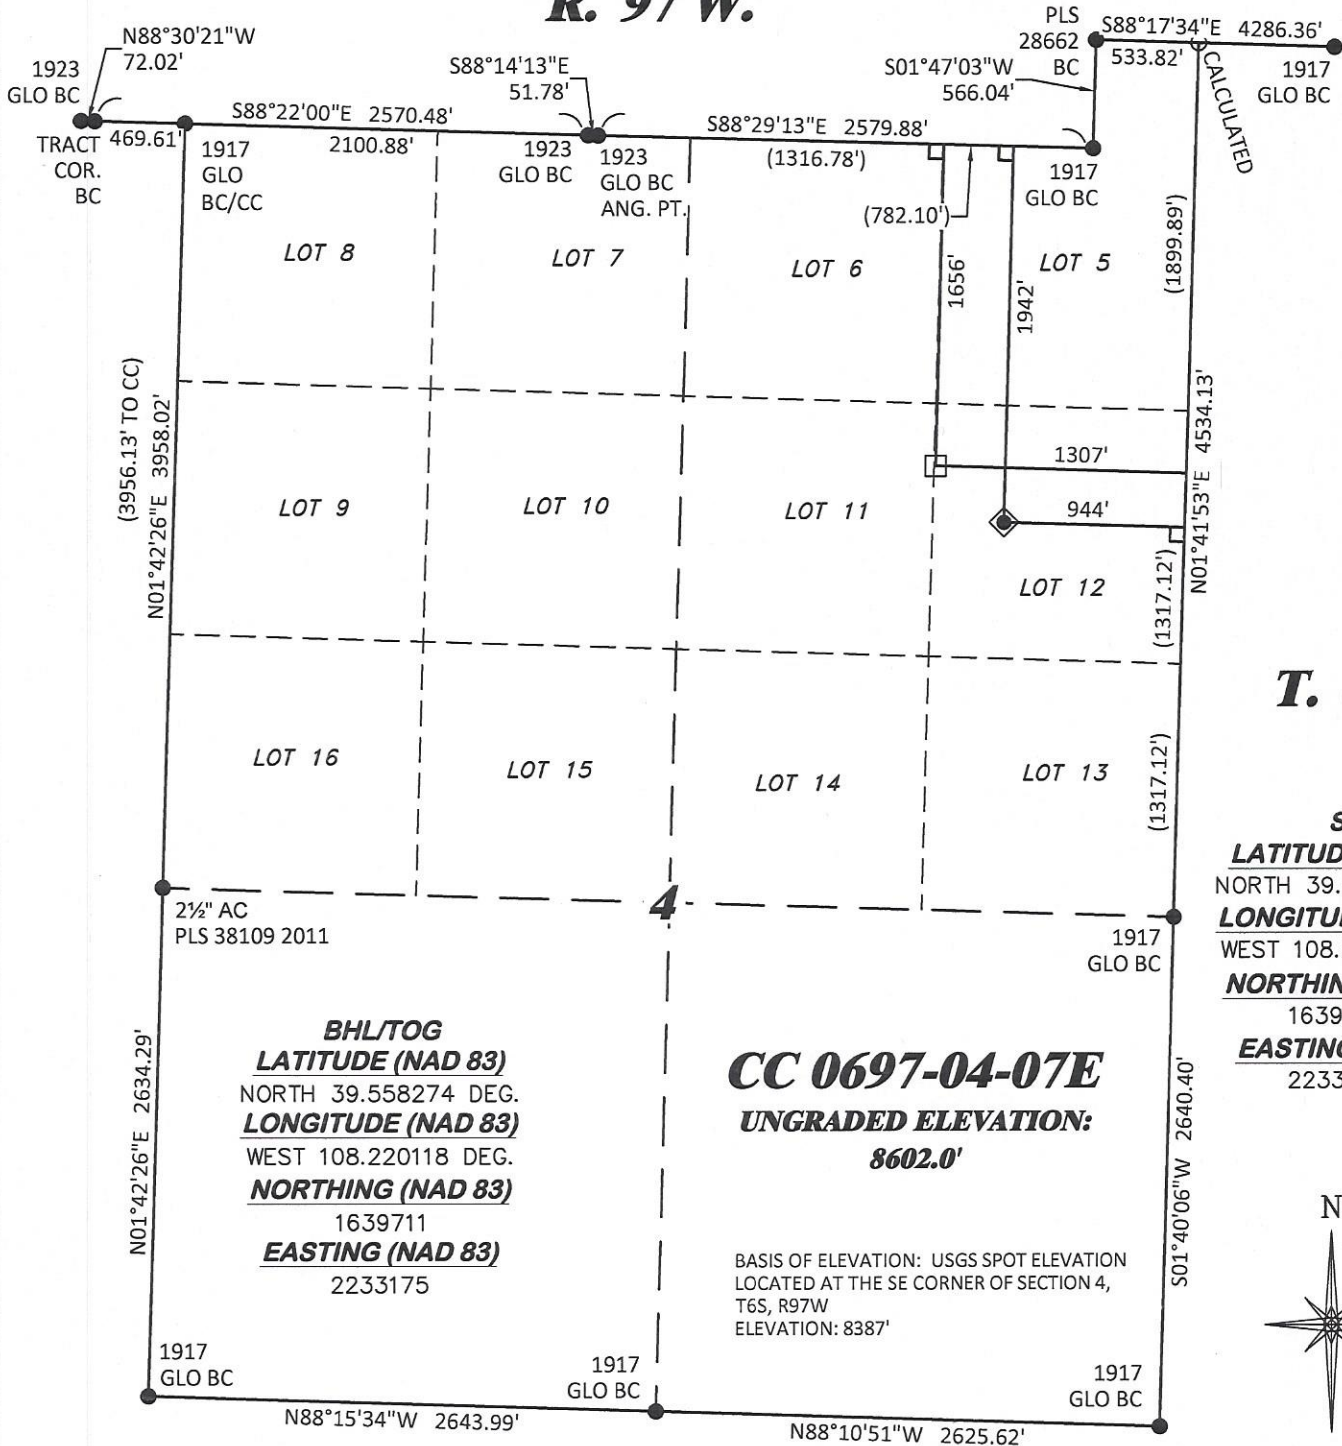 R. 97 W.
N88°30'21"W
72.02'
1923
GLO BC
TRACT
COR.
BC
469.61'
S88°22'00"E 2570.48'
2100.88'
1917
GLO
BC/CC
S88°14'13"E
51.78'
1923
GLO BC
1923
GLO BC
ANG. PT.
S88°29'13"E 2579.88'
(1316.78')
(782.10')
S01°47'03"W
566.04'
PLS
28662
BC
S88°17'34"E 4286.36'
533.82'
1917
GLO BC
CALCULATED
1917
GLO BC
LOT 8
LOT 7
LOT 6
LOT 5
1656'
1942'
(1899.89')
(3956.13' TO CC)
N01°42'26"E 3958.02'
N01°41'53"E 4534.13'
1307'
944'
LOT 9
LOT 10
LOT 11
LOT 12
(1317.12')
LOT 16
LOT 15
LOT 14
LOT 13
(1317.12')
T.
4
2½" AC
PLS 38109 2011
1917
GLO BC
S
LATITUD
NORTH 39.
LONGITU
WEST 108.
NORTHIN
1639
EASTING
2233
N01°42'26"E 2634.29'
BHL/TOG
LATITUDE (NAD 83)
NORTH 39.558274 DEG.
LONGITUDE (NAD 83)
WEST 108.220118 DEG.
NORTHING (NAD 83)
1639711
EASTING (NAD 83)
2233175
CC 0697-04-07E
UNGRADED ELEVATION:
8602.0'
BASIS OF ELEVATION: USGS SPOT ELEVATION
LOCATED AT THE SE CORNER OF SECTION 4,
T6S, R97W
ELEVATION: 8387'
S01°40'06"W 2640.40'
N
1917
GLO BC
1917
GLO BC
1917
GLO BC
N88°15'34"W 2643.99'
N88°10'51"W 2625.62'